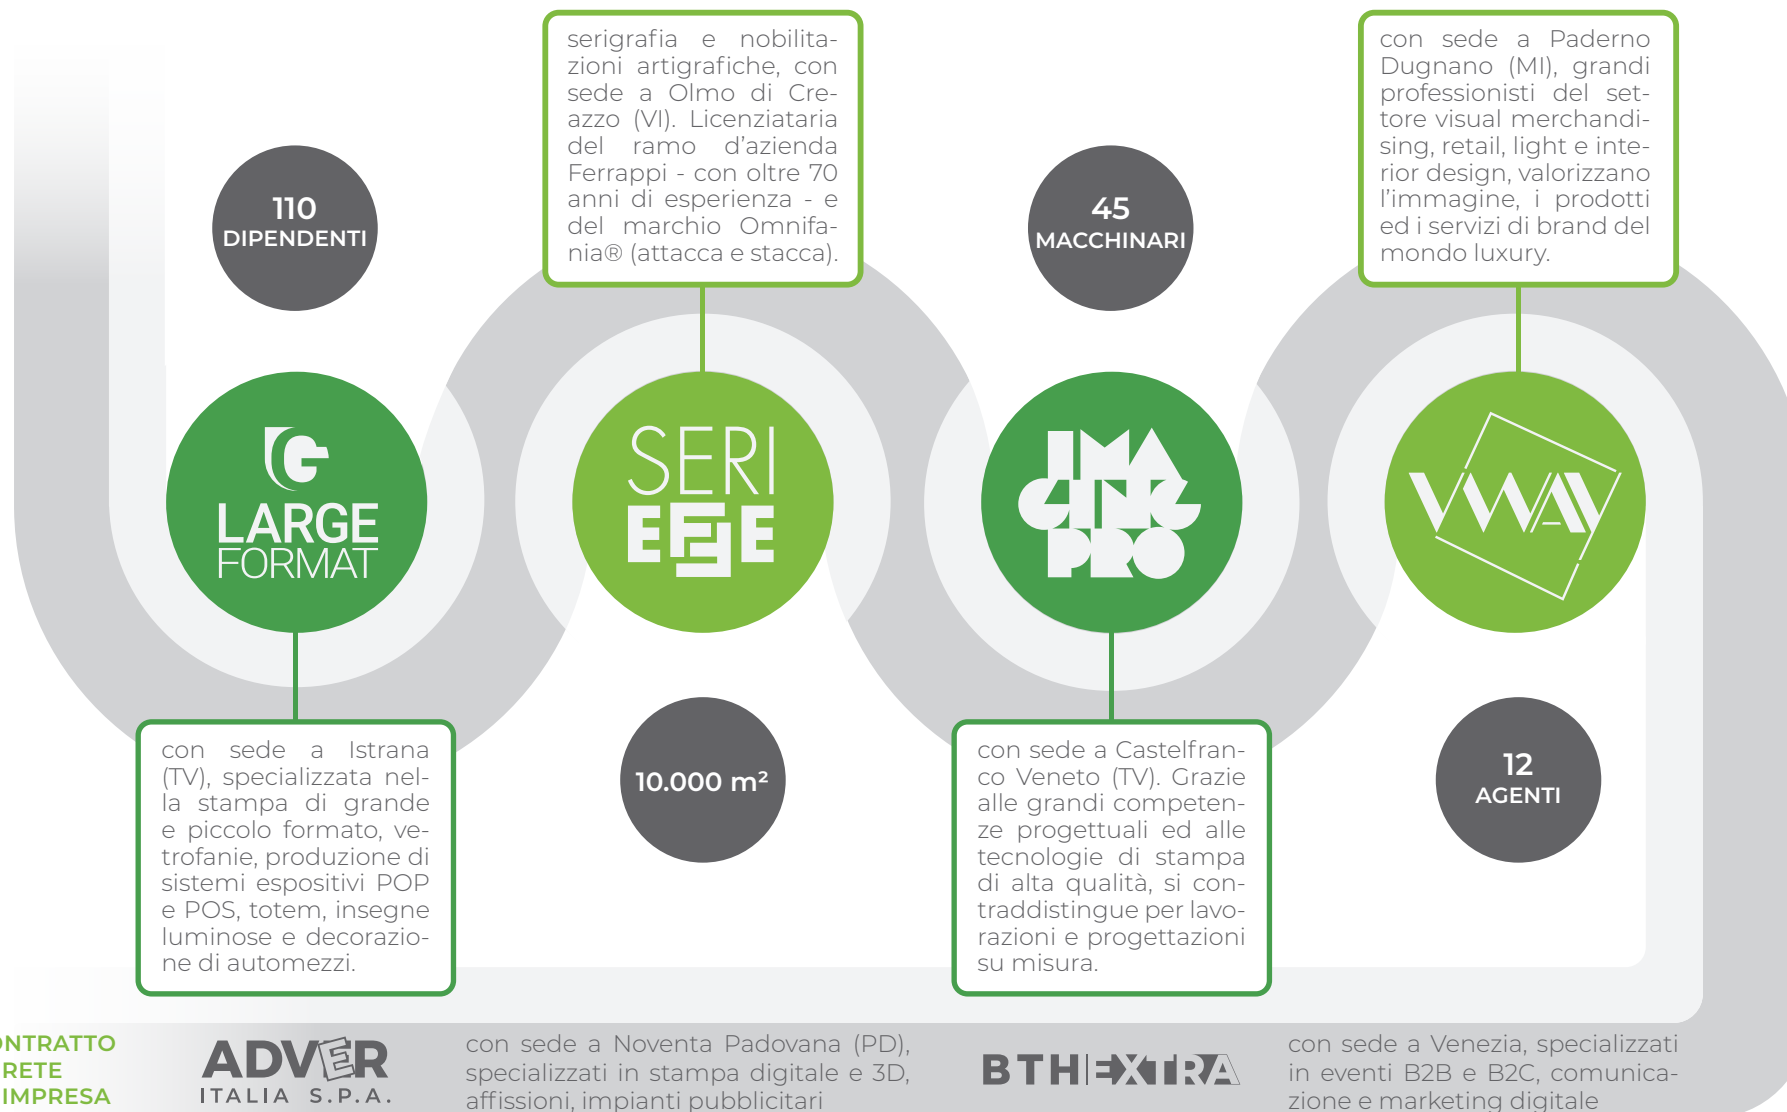 serigrafia e nobilita-
zioni artigrafiche, con
sede a Olmo di Cre-
azzo (VI). Licenziataria
del ramo d'azienda
Ferrappi - con oltre 70
anni di esperienza - e
del marchio Omnifa-
nia® (attacca e stacca).
con sede a Paderno
Dugnano (MI), grandi
professionisti del set-
tore visual merchandi-
sing, retail, light e inte-
rior design, valorizzano
l'immagine, i prodotti
ed i servizi di brand del
mondo luxury.
110
DIPENDENTI
45
MACCHINARI
LARGE
FORMAT
SERI
EFFE
IMA
GING
PRO
VWAY
con sede a Istrana
(TV), specializzata nel-
la stampa di grande
e piccolo formato, ve-
trofanie, produzione di
sistemi espositivi POP
e POS, totem, insegne
luminose e decorazio-
ne di automezzi.
10.000 m²
con sede a Castelfran-
co Veneto (TV). Grazie
alle grandi competen-
ze progettuali ed alle
tecnologie di stampa
di alta qualità, si con-
traddistingue per lavo-
razioni e progettazioni
su misura.
12
AGENTI
ONTRATTO
RETE
IMPRESA
ADVER
ITALIA S.P.A.
con sede a Noventa Padovana (PD),
specializzati in stampa digitale e 3D,
affissioni, impianti pubblicitari
BTH EXTRA
con sede a Venezia, specializzati
in eventi B2B e B2C, comunica-
zione e marketing digitale